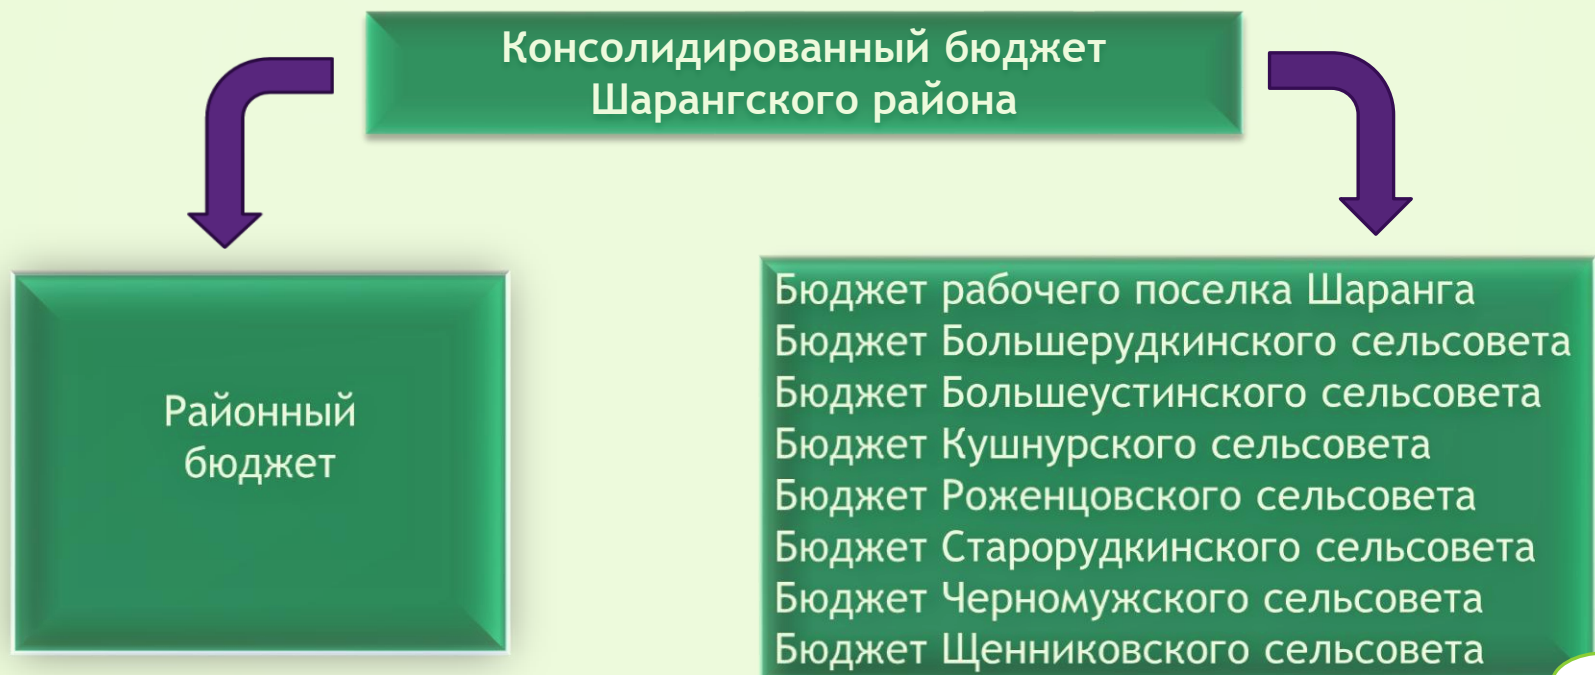 Консолидированный бюджет
Шарангского района
Районный
бюджет
Бюджет рабочего поселка Шаранга
Бюджет Большерудкинского сельсовета
Бюджет Большеустинского сельсовета
Бюджет Кушнурского сельсовета
Бюджет Роженцовского сельсовета
Бюджет Старорудкинского сельсовета
Бюджет Черномужского сельсовета
Бюджет Щенниковского сельсовета